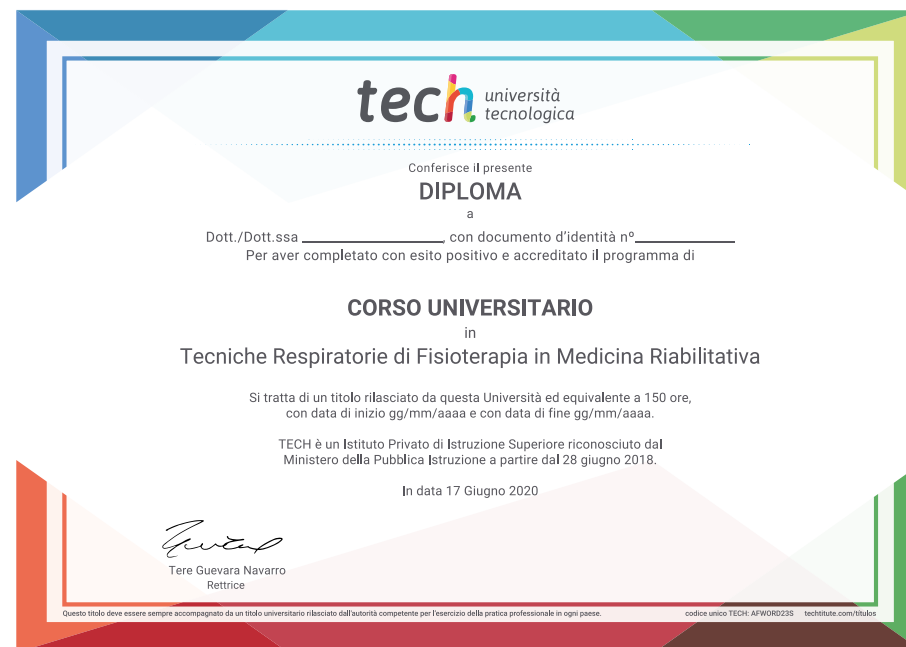 tech università
tecnologica
Conferisce il presente
DIPLOMA
a
Dott./Dott.ssa ____________________, con documento d'identità nº______________
Per aver completato con esito positivo e accreditato il programma di
CORSO UNIVERSITARIO
in
Tecniche Respiratorie di Fisioterapia in Medicina Riabilitativa
Si tratta di un titolo rilasciato da questa Università ed equivalente a 150 ore,
con data di inizio gg/mm/aaaa e con data di fine gg/mm/aaaa.
TECH è un Istituto Privato di Istruzione Superiore riconosciuto dal
Ministero della Pubblica Istruzione a partire dal 28 giugno 2018.
In data 17 Giugno 2020
Tere Guevara Navarro
Rettrice
Questo titolo deve essere sempre accompagnato da un titolo universitario rilasciato dall'autorità competente per l'esercizio della pratica professionale in ogni paese. codice unico TECH: AFWORD23S techtitute.com/títulos